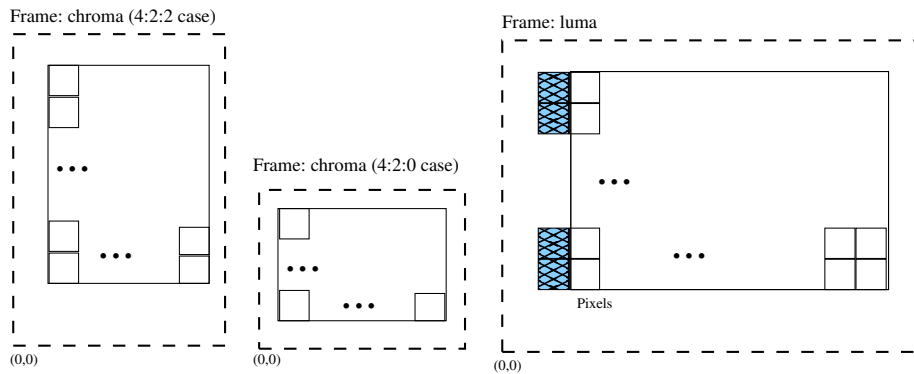 Frame: chroma (4:2:2 case)
Frame: luma
Frame: chroma (4:2:0 case)
Pixels
(0,0)
(0,0)
(0,0)